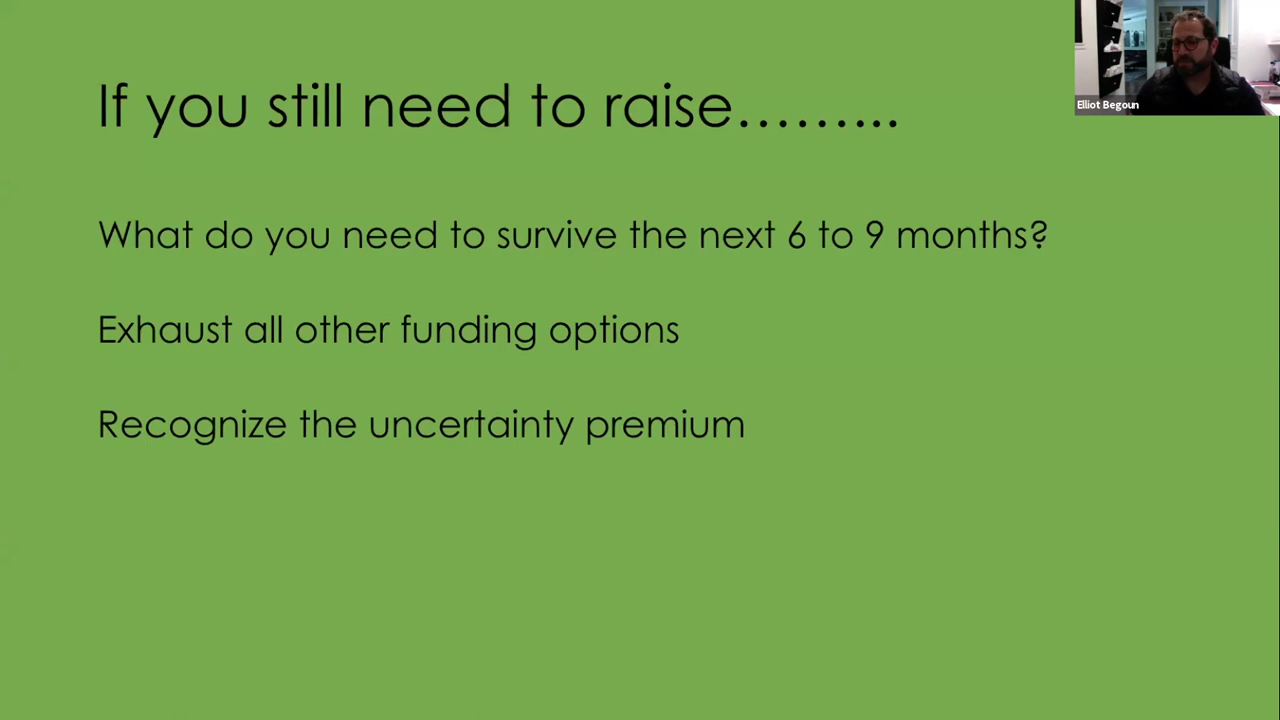 If you still need to raise.........
Elliot Begoun
What do you need to survive the next 6 to 9 months?
Exhaust all other funding options
Recognize the uncertainty premium